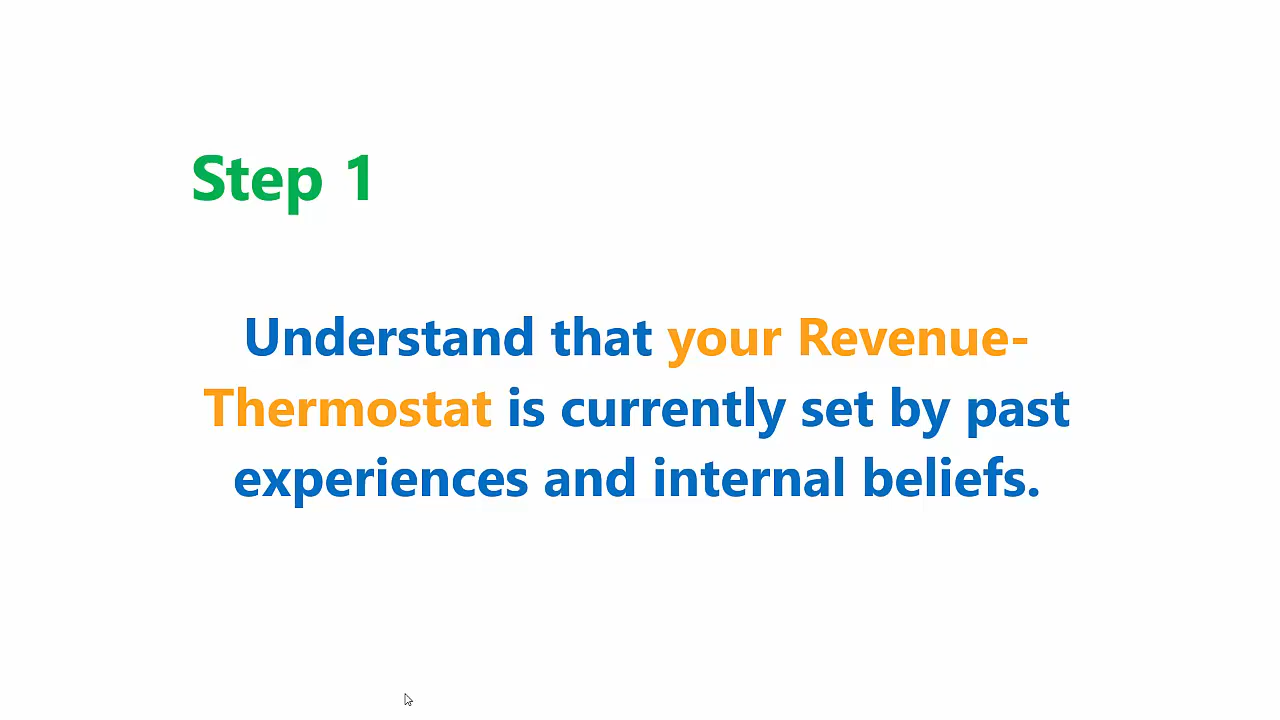 Step 1
Understand that your Revenue-
Thermostat is currently set by past
experiences and internal beliefs.